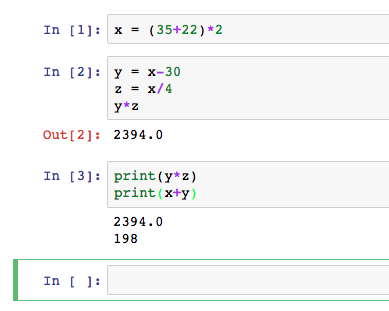 In [1]: x = (35+22)*2
In [2]: y = x-30
z = x/4
y*z
Out[2]: 2394.0
In [3]: print(y*z)
print(x+y)
2394.0
198
In [ ]: